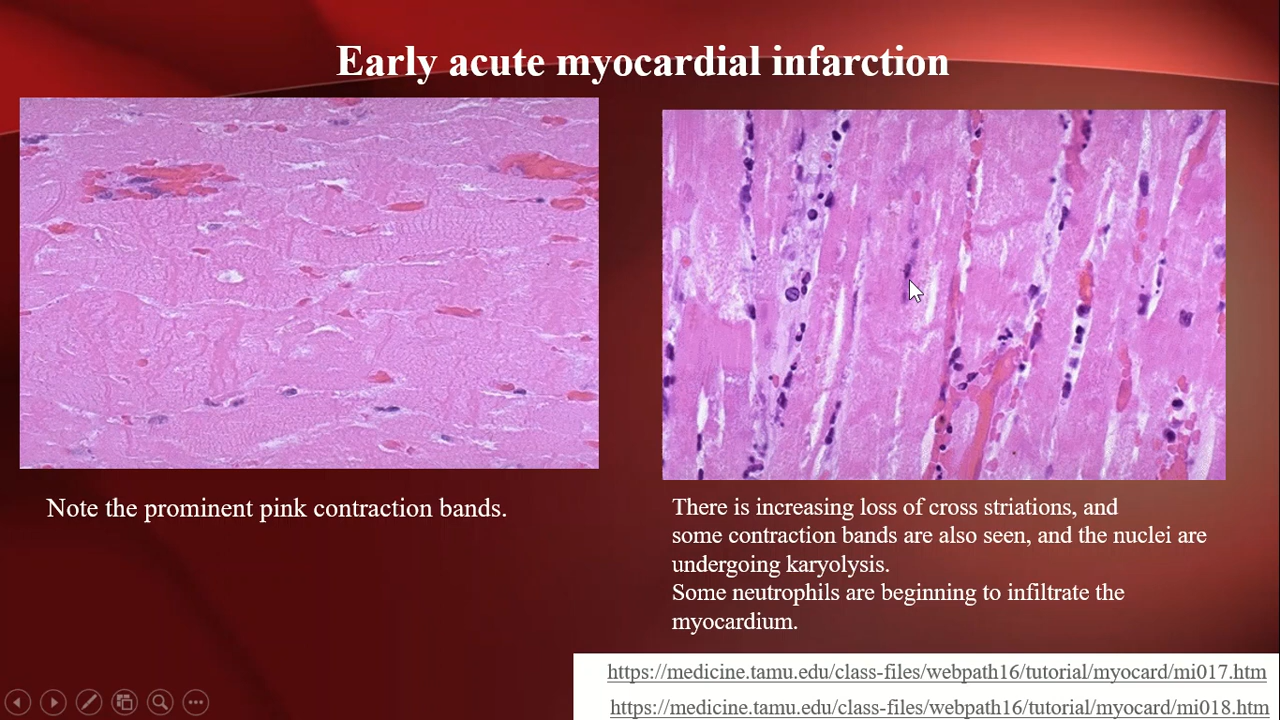 Early acute myocardial infarction
Note the prominent pink contraction bands.
There is increasing loss of cross striations, and
some contraction bands are also seen, and the nuclei are
undergoing karyolysis.
Some neutrophils are beginning to infiltrate the
myocardium.
https://medicine.tamu.edu/class-files/webpath16/tutorial/myocard/mi017.htm
https://medicine.tamu.edu/class-files/webpath16/tutorial/myocard/mi018.htm